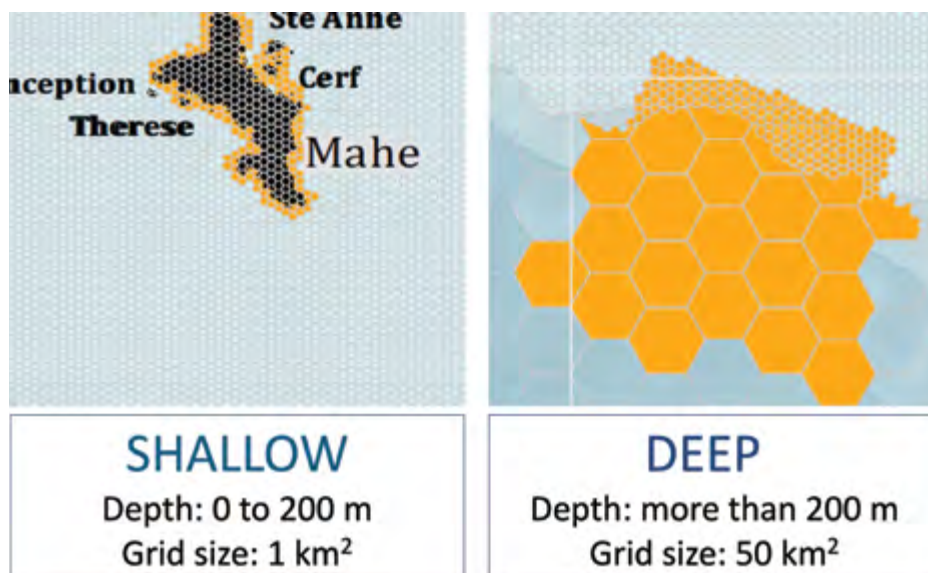 Ste Anne
nception
Cerf
Therese
Mahe
SHALLOW
Depth: 0 to 200 m
Grid size: 1 km²
DEEP
Depth: more than 200 m
Grid size: 50 km²